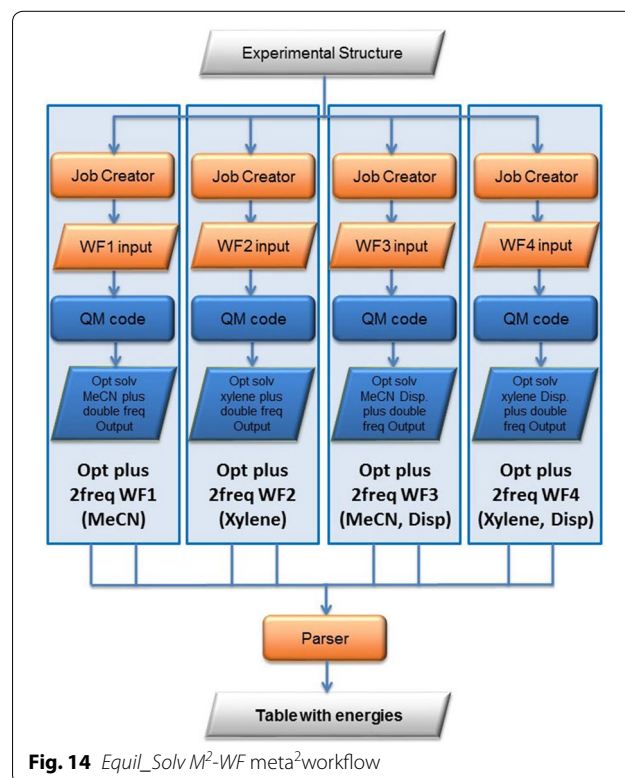 Experimental Structure
Job Creator
WF1 input
QM code
Opt solv
MeCN plus
double freq
Output
Opt plus
2freq WF1
(MeCN)
Job Creator
WF2 input
QM code
Opt solv
xylene plus
double freq
Output
Opt plus
2freq WF2
(Xylene)
Job Creator
WF3 input
QM code
Opt solv
MeCN Disp.
plus double
freq Output
Opt plus
2freq WF3
(MeCN, Disp)
Job Creator
WF4 input
QM code
Opt solv
xylene Disp.
plus double
freq Output
Opt plus
2freq WF4
(Xylene, Disp)
Parser
Table with energies
Fig. 14 Equil_Solv M²-WF meta²workflow